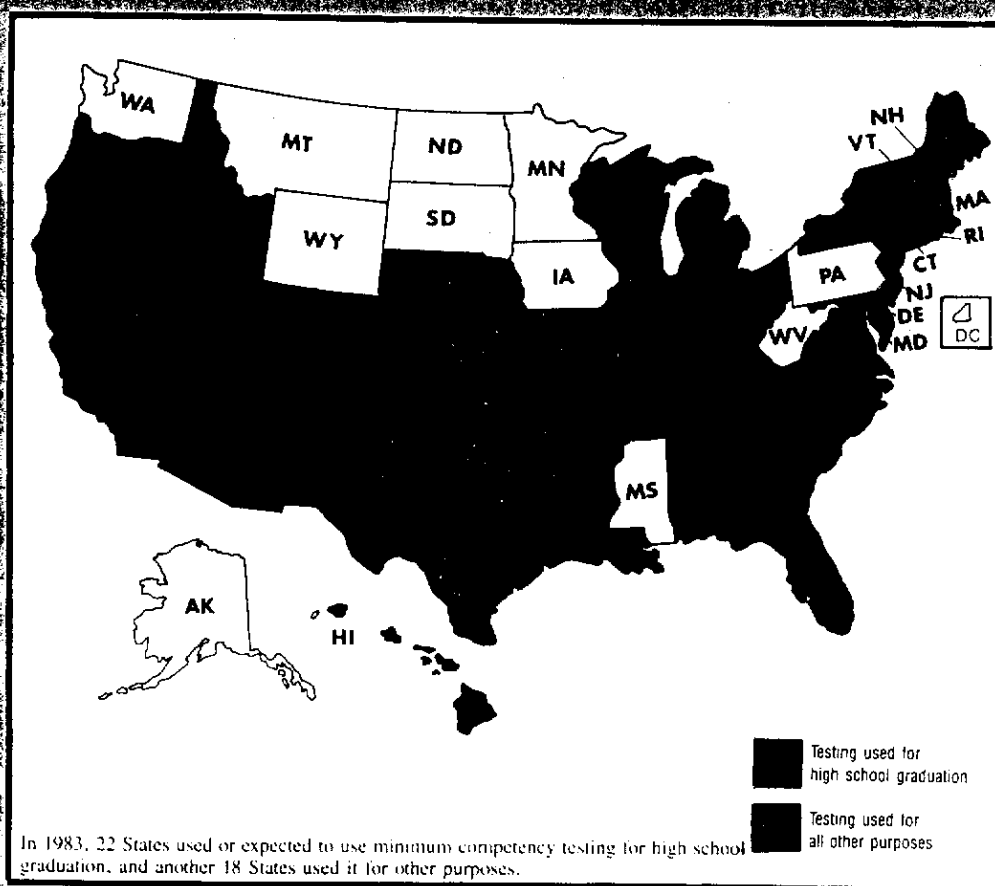 WA
MT
ND
MN
NH
VT
SD
WY
MA
RI
IA
PA
CT
NJ
DE
DC
WV
MD
MS
AK
HI
Testing used for
high school graduation
Testing used for
all other purposes
In 1983, 22 States used or expected to use minimum competency testing for high school
graduation, and another 18 States used it for other purposes.